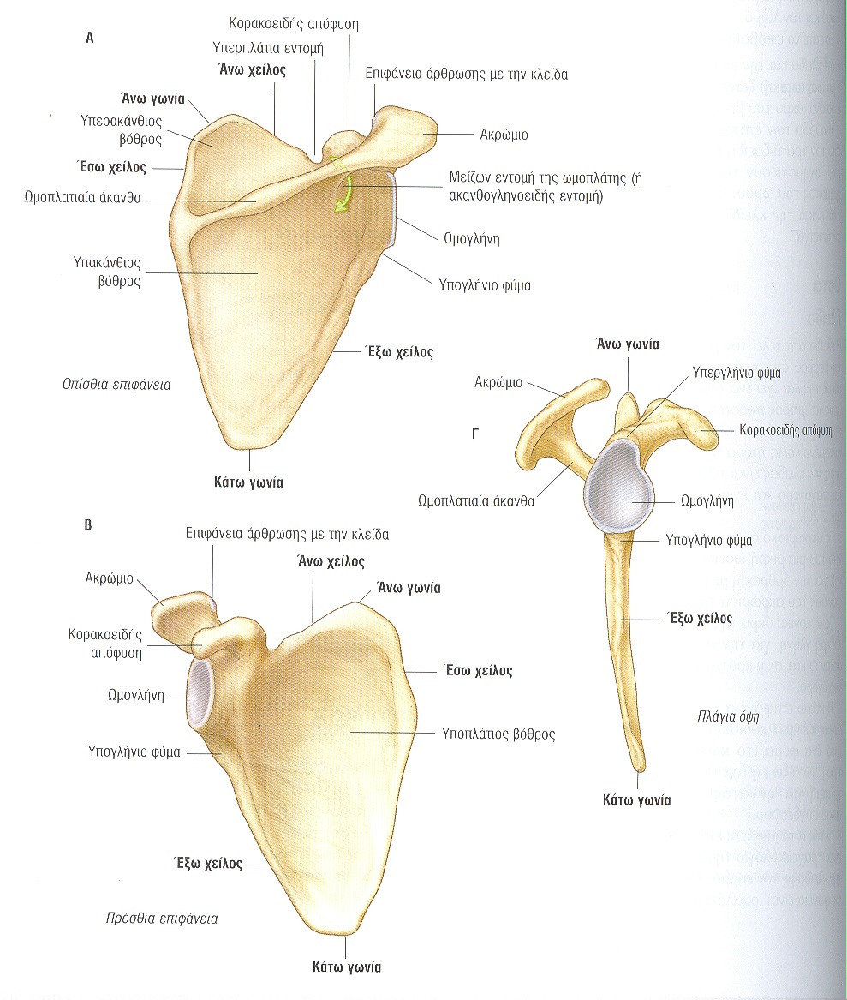 Α
Κορακοειδής απόφυση
Υπερπλάτια εντομή
Άνω χείλος
Επιφάνεια άρθρωσης με την κλείδα
Άνω γωνία
Υπερακάνθιος
βόθρος
Ακρώμιο
Έσω χείλος
Μείζων εντομή της ωμοπλάτης (ή
ακανθογληνοειδής εντομή)
Ωμοπλατιαία άκανθα
Ωμογλήνη
Υπακάνθιος
βόθρος
Υπογλήνιο φύμα
Έξω χείλος
Οπίσθια επιφάνεια
Κάτω γωνία
Β
Επιφάνεια άρθρωσης με την κλείδα
Άνω χείλος
Ακρώμιο
Άνω γωνία
Κορακοειδής
απόφυση
Έσω χείλος
Ωμογλήνη
Υποπλάτιος βόθρος
Υπογλήνιο φύμα
Έξω χείλος
Πρόσθια επιφάνεια
Κάτω γωνία
Γ
Άνω γωνία
Υπεργλήνιο φύμα
Ακρώμιο
Κορακοειδής απόφυση
Ωμοπλατιαία άκανθα
Ωμογλήνη
Υπογλήνιο φύμα
Έξω χείλος
Πλάγια όψη
Κάτω γωνία